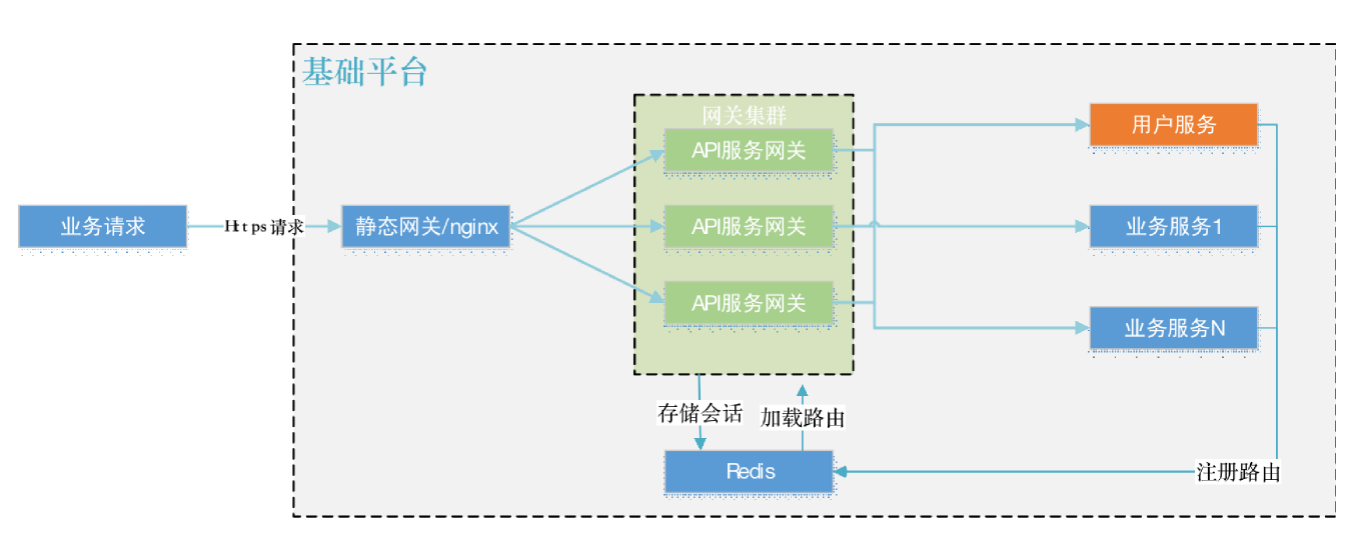 基础平台
网关集群
API服务网关
用户服务
业务请求
Https请求
静态网关/nginx
API服务网关
业务服务1
API服务网关
业务服务N
存储会话
加载路由
Redis
注册路由